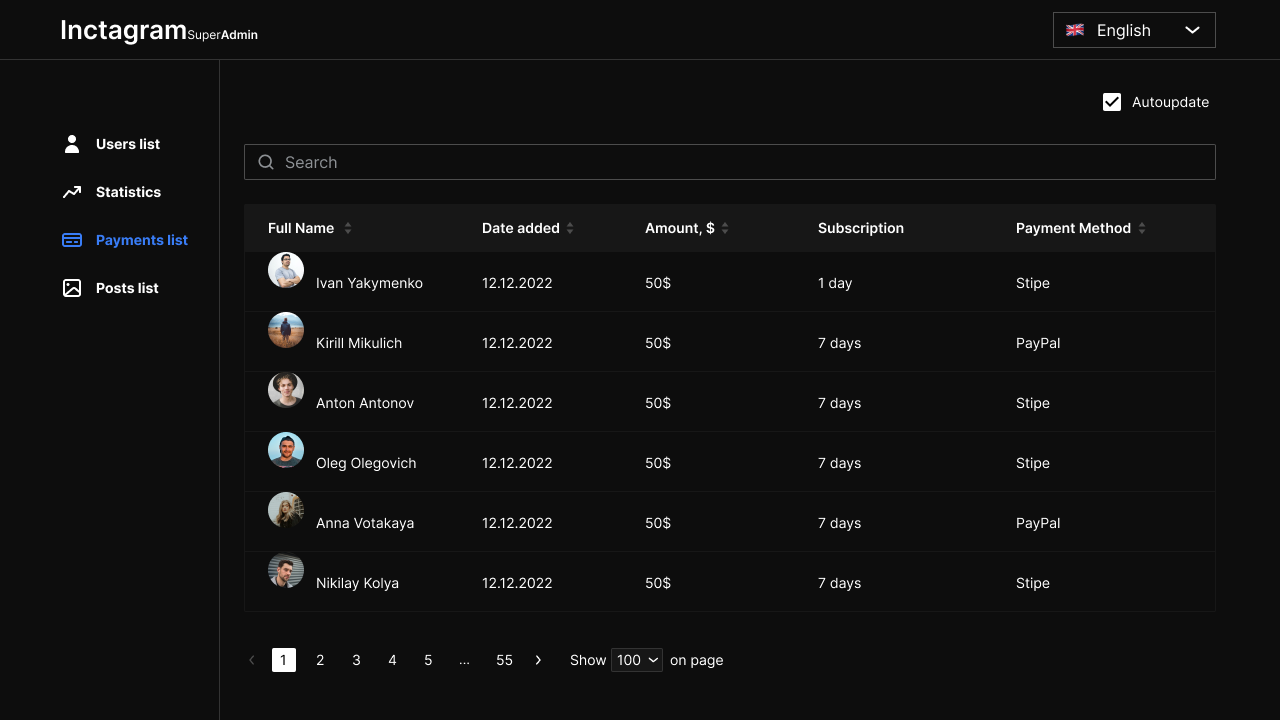 Inctagram SuperAdmin
English
Autoupdate
Users list
Statistics
Payments list
Posts list
Search
Full Name Date added Amount, $ Subscription Payment Method
Ivan Yakymenko 12.12.2022 50$ 1 day Stipe
Kirill Mikulich 12.12.2022 50$ 7 days PayPal
Anton Antonov 12.12.2022 50$ 7 days Stipe
Oleg Olegovich 12.12.2022 50$ 7 days Stipe
Anna Votakaya 12.12.2022 50$ 7 days PayPal
Nikilay Kolya 12.12.2022 50$ 7 days Stipe
1 2 3 4 5 ... 55 Show 100 on page